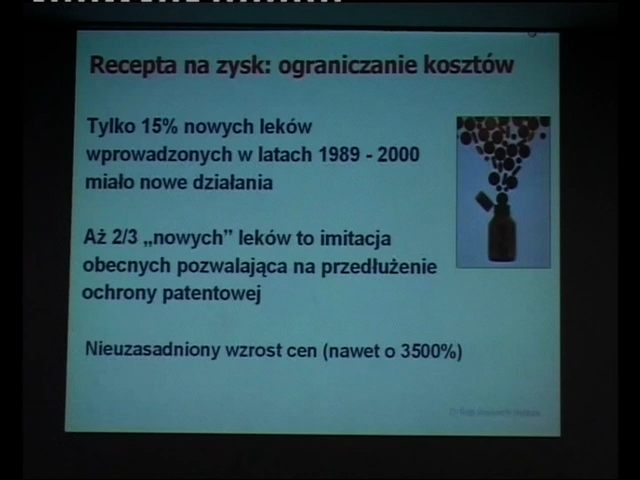 Recepta na zysk: ograniczanie kosztów
Tylko 15% nowych leków
wprowadzonych w latach 1989 - 2000
miało nowe działania
Aż 2/3 „nowych” leków to imitacja
obecnych pozwalająca na przedłużenie
ochrony patentowej
Nieuzasadniony wzrost cen (nawet o 3500%)